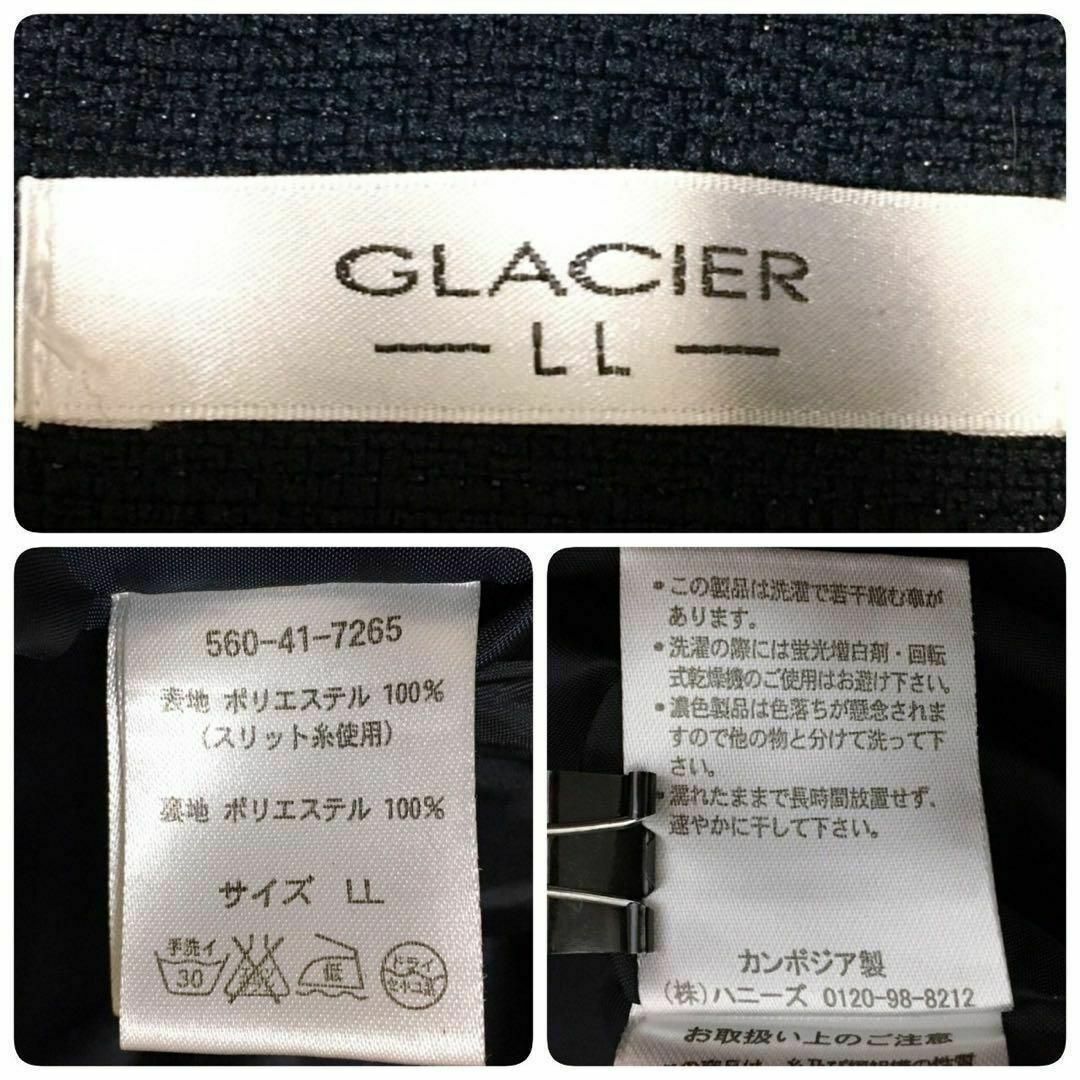 GLACIER
LL
560-41-7265
表地 ポリエステル 100%
(スリット糸使用)
裏地 ポリエステル 100%
サイズ LL
手洗イ
30
低
ドライ
セキユ系
•この製品は洗濯で若干縮む事が
あります。
•洗濯の際には蛍光増白剤・回転
式乾燥機のご使用はお避け下さい。
•濃色製品は色落ちが懸念されま
すので他の物と分けて洗って下
さい。
•濡れたままで長時間放置せず、
速やかに干して下さい。
カンボジア製
(株)ハニーズ 0120-98-8212
お取扱い上のご注意